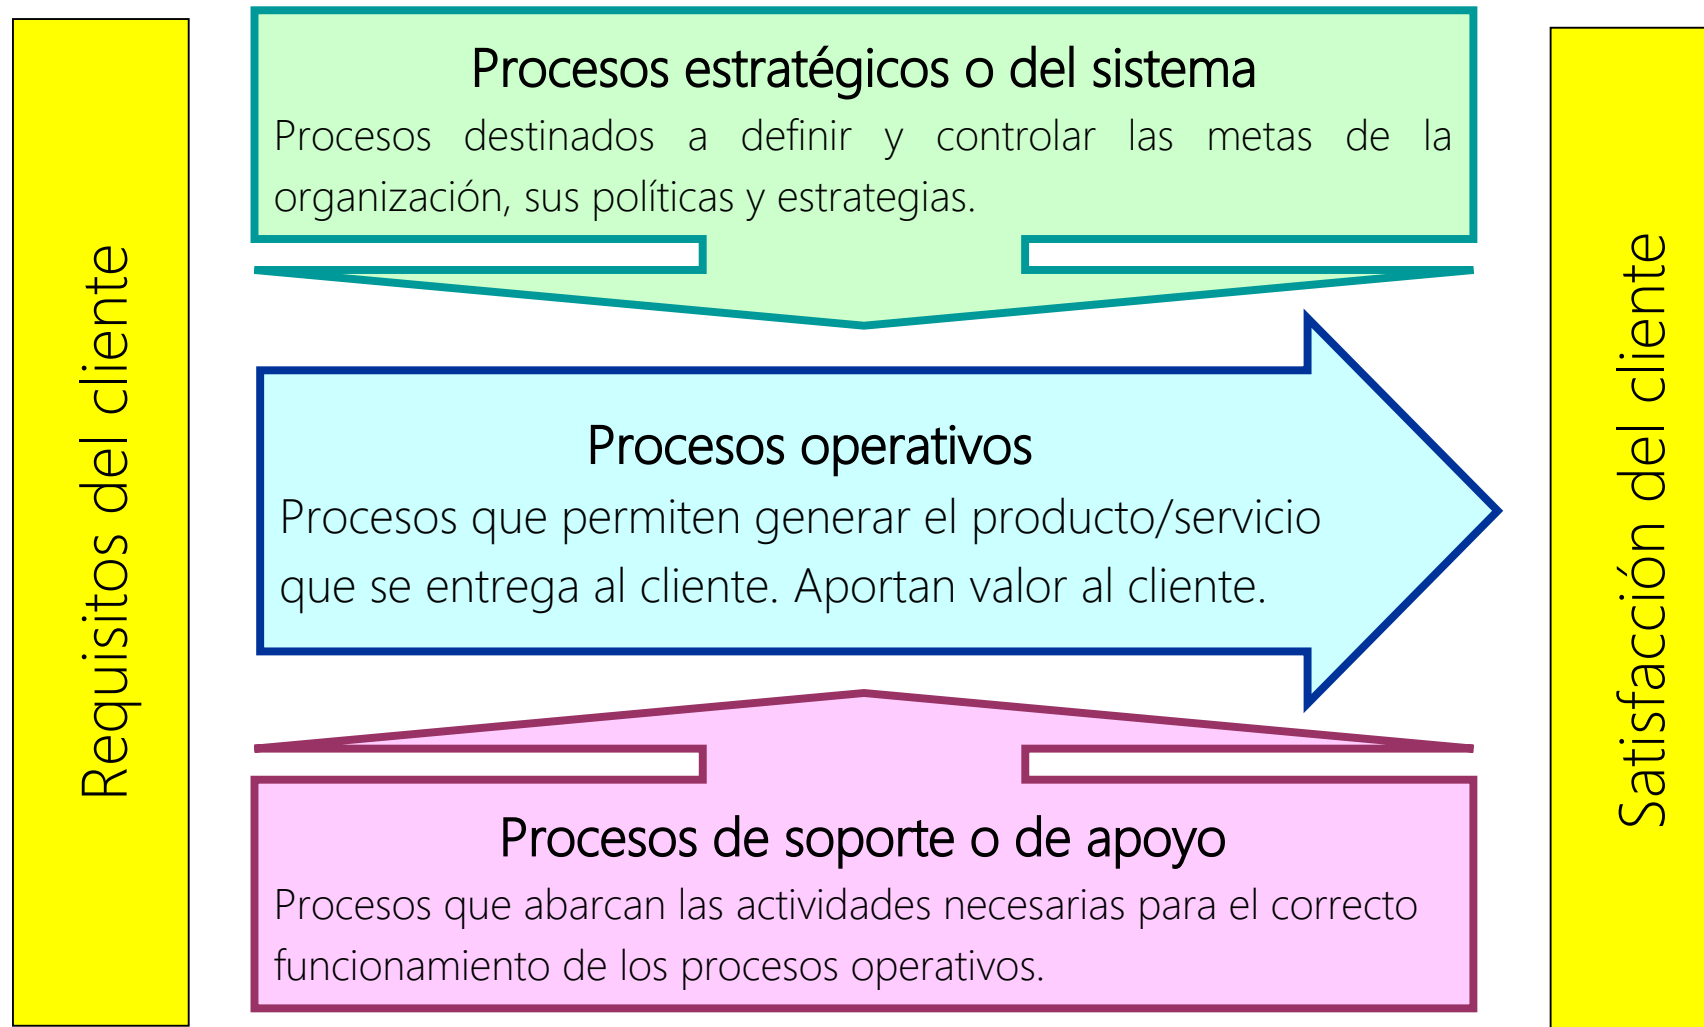 Requisitos del cliente
Procesos estratégicos o del sistema
Procesos destinados a definir y controlar las metas de la
organización, sus políticas y estrategias.
Procesos operativos
Procesos que permiten generar el producto/servicio
que se entrega al cliente. Aportan valor al cliente.
Procesos de soporte o de apoyo
Procesos que abarcan las actividades necesarias para el correcto
funcionamiento de los procesos operativos.
Satisfacción del cliente